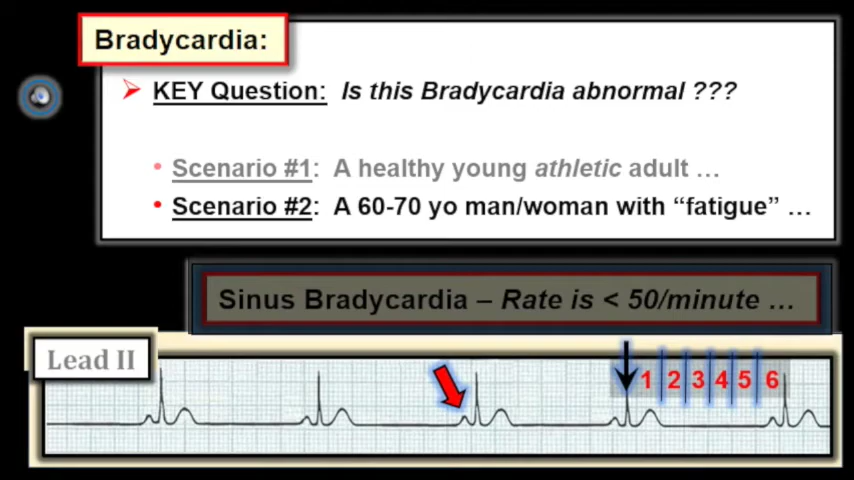 Bradycardia:
KEY Question: Is this Bradycardia abnormal ???
Scenario #1: A healthy young athletic adult …
Scenario #2: A 60-70 yo man/woman with “fatigue” …
Sinus Bradycardia – Rate is < 50/minute …
Lead II
1 2 3 4 5 6